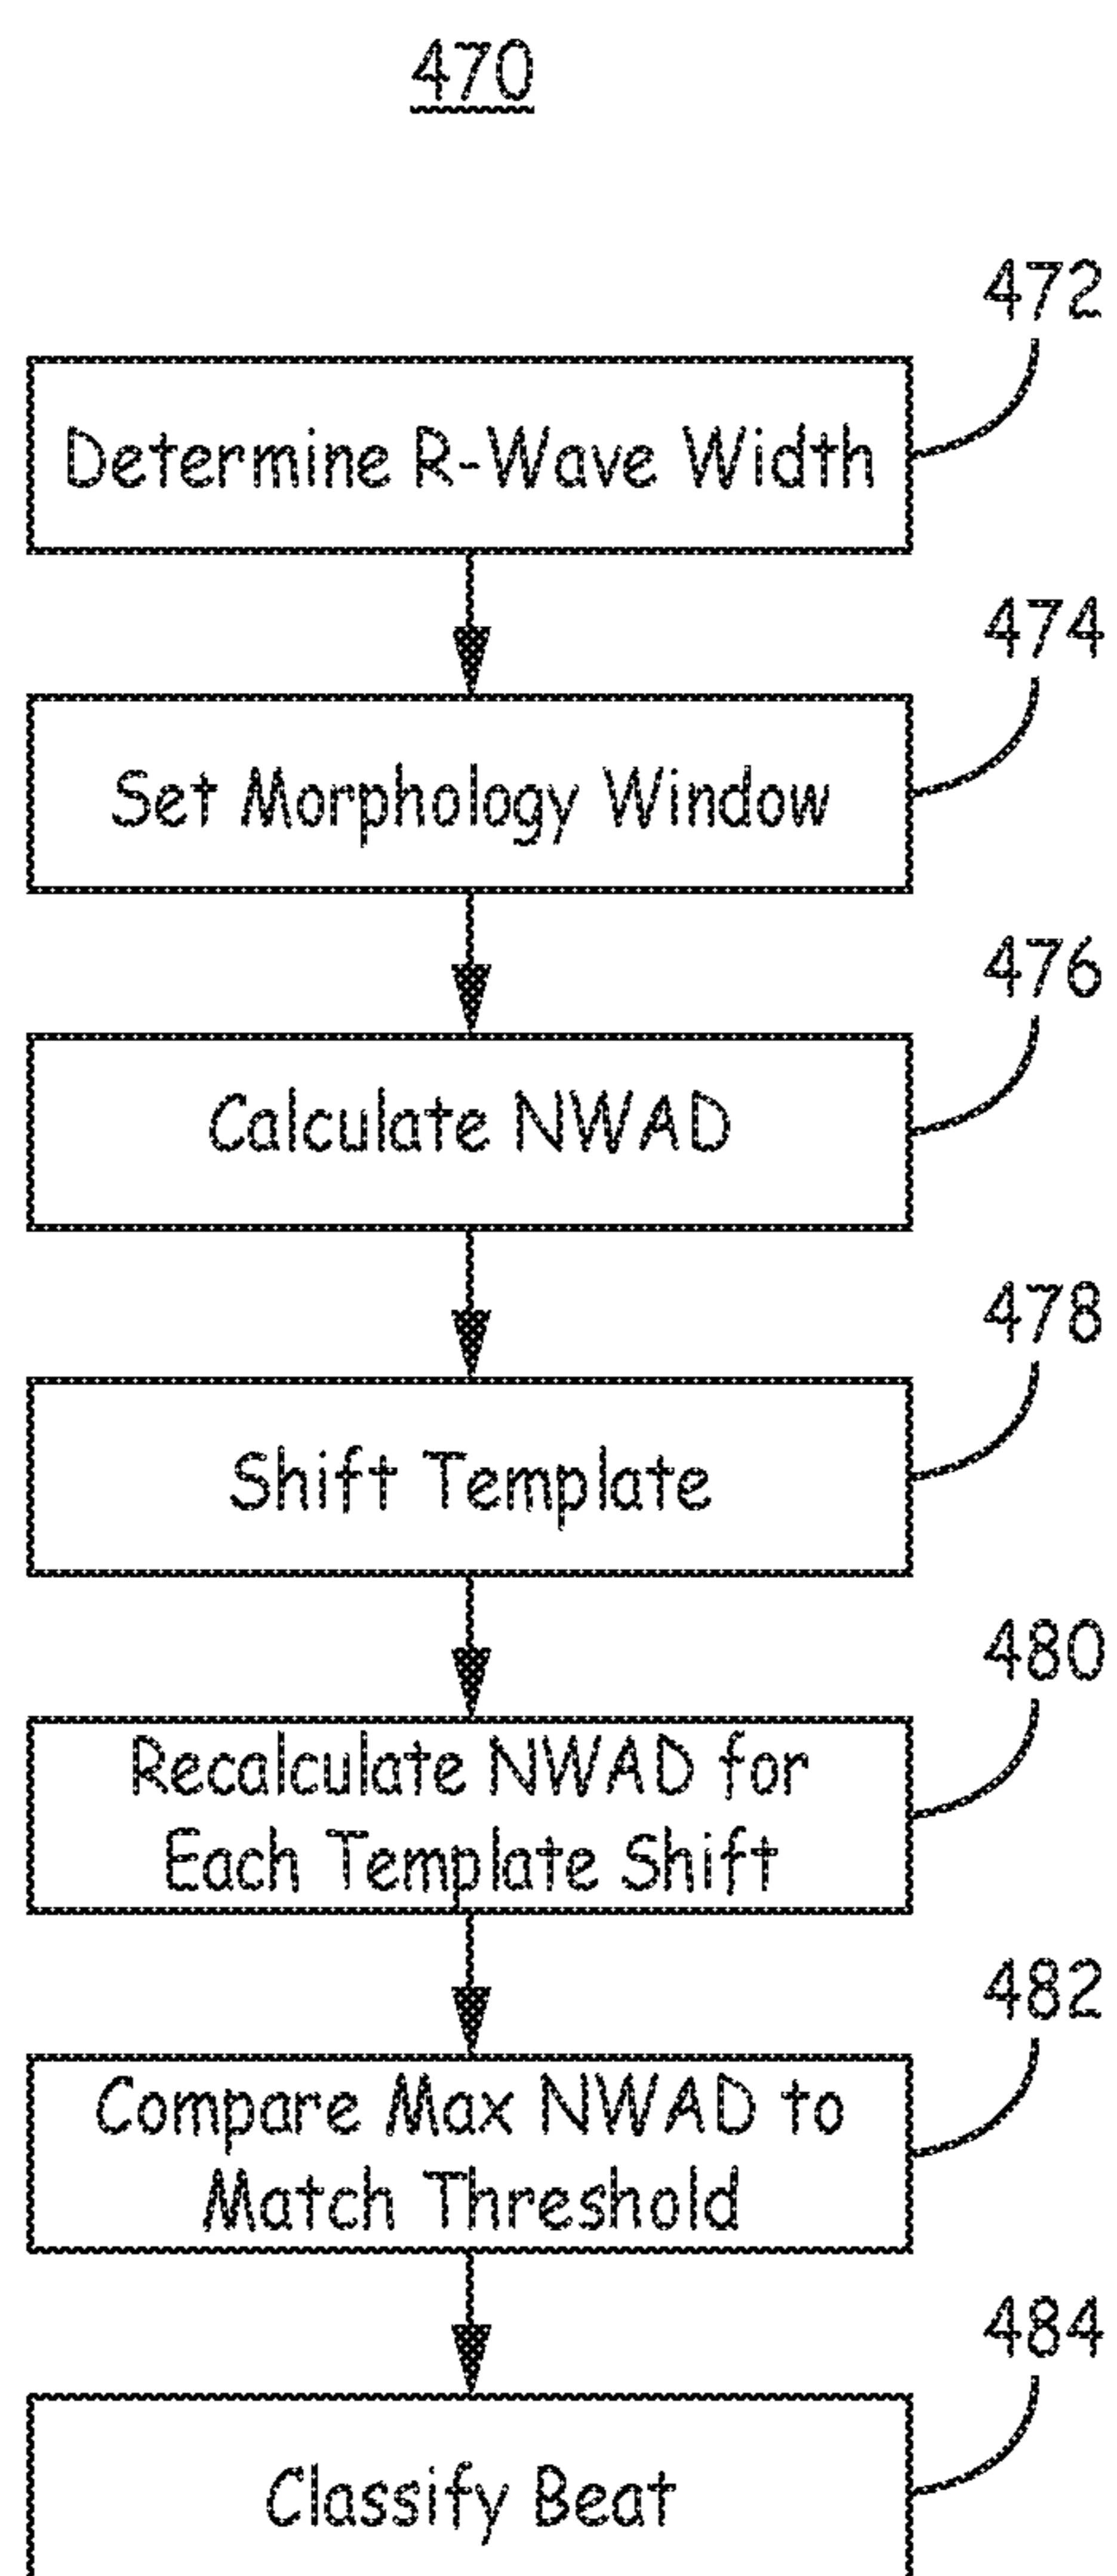 470
472
Determine R-Wave Width
474
Set Morphology Window
476
Calculate NWAD
478
Shift Template
480
Recalculate NWAD for
Each Template Shift
482
Compare Max NWAD to
Match Threshold
484
Classify Beat